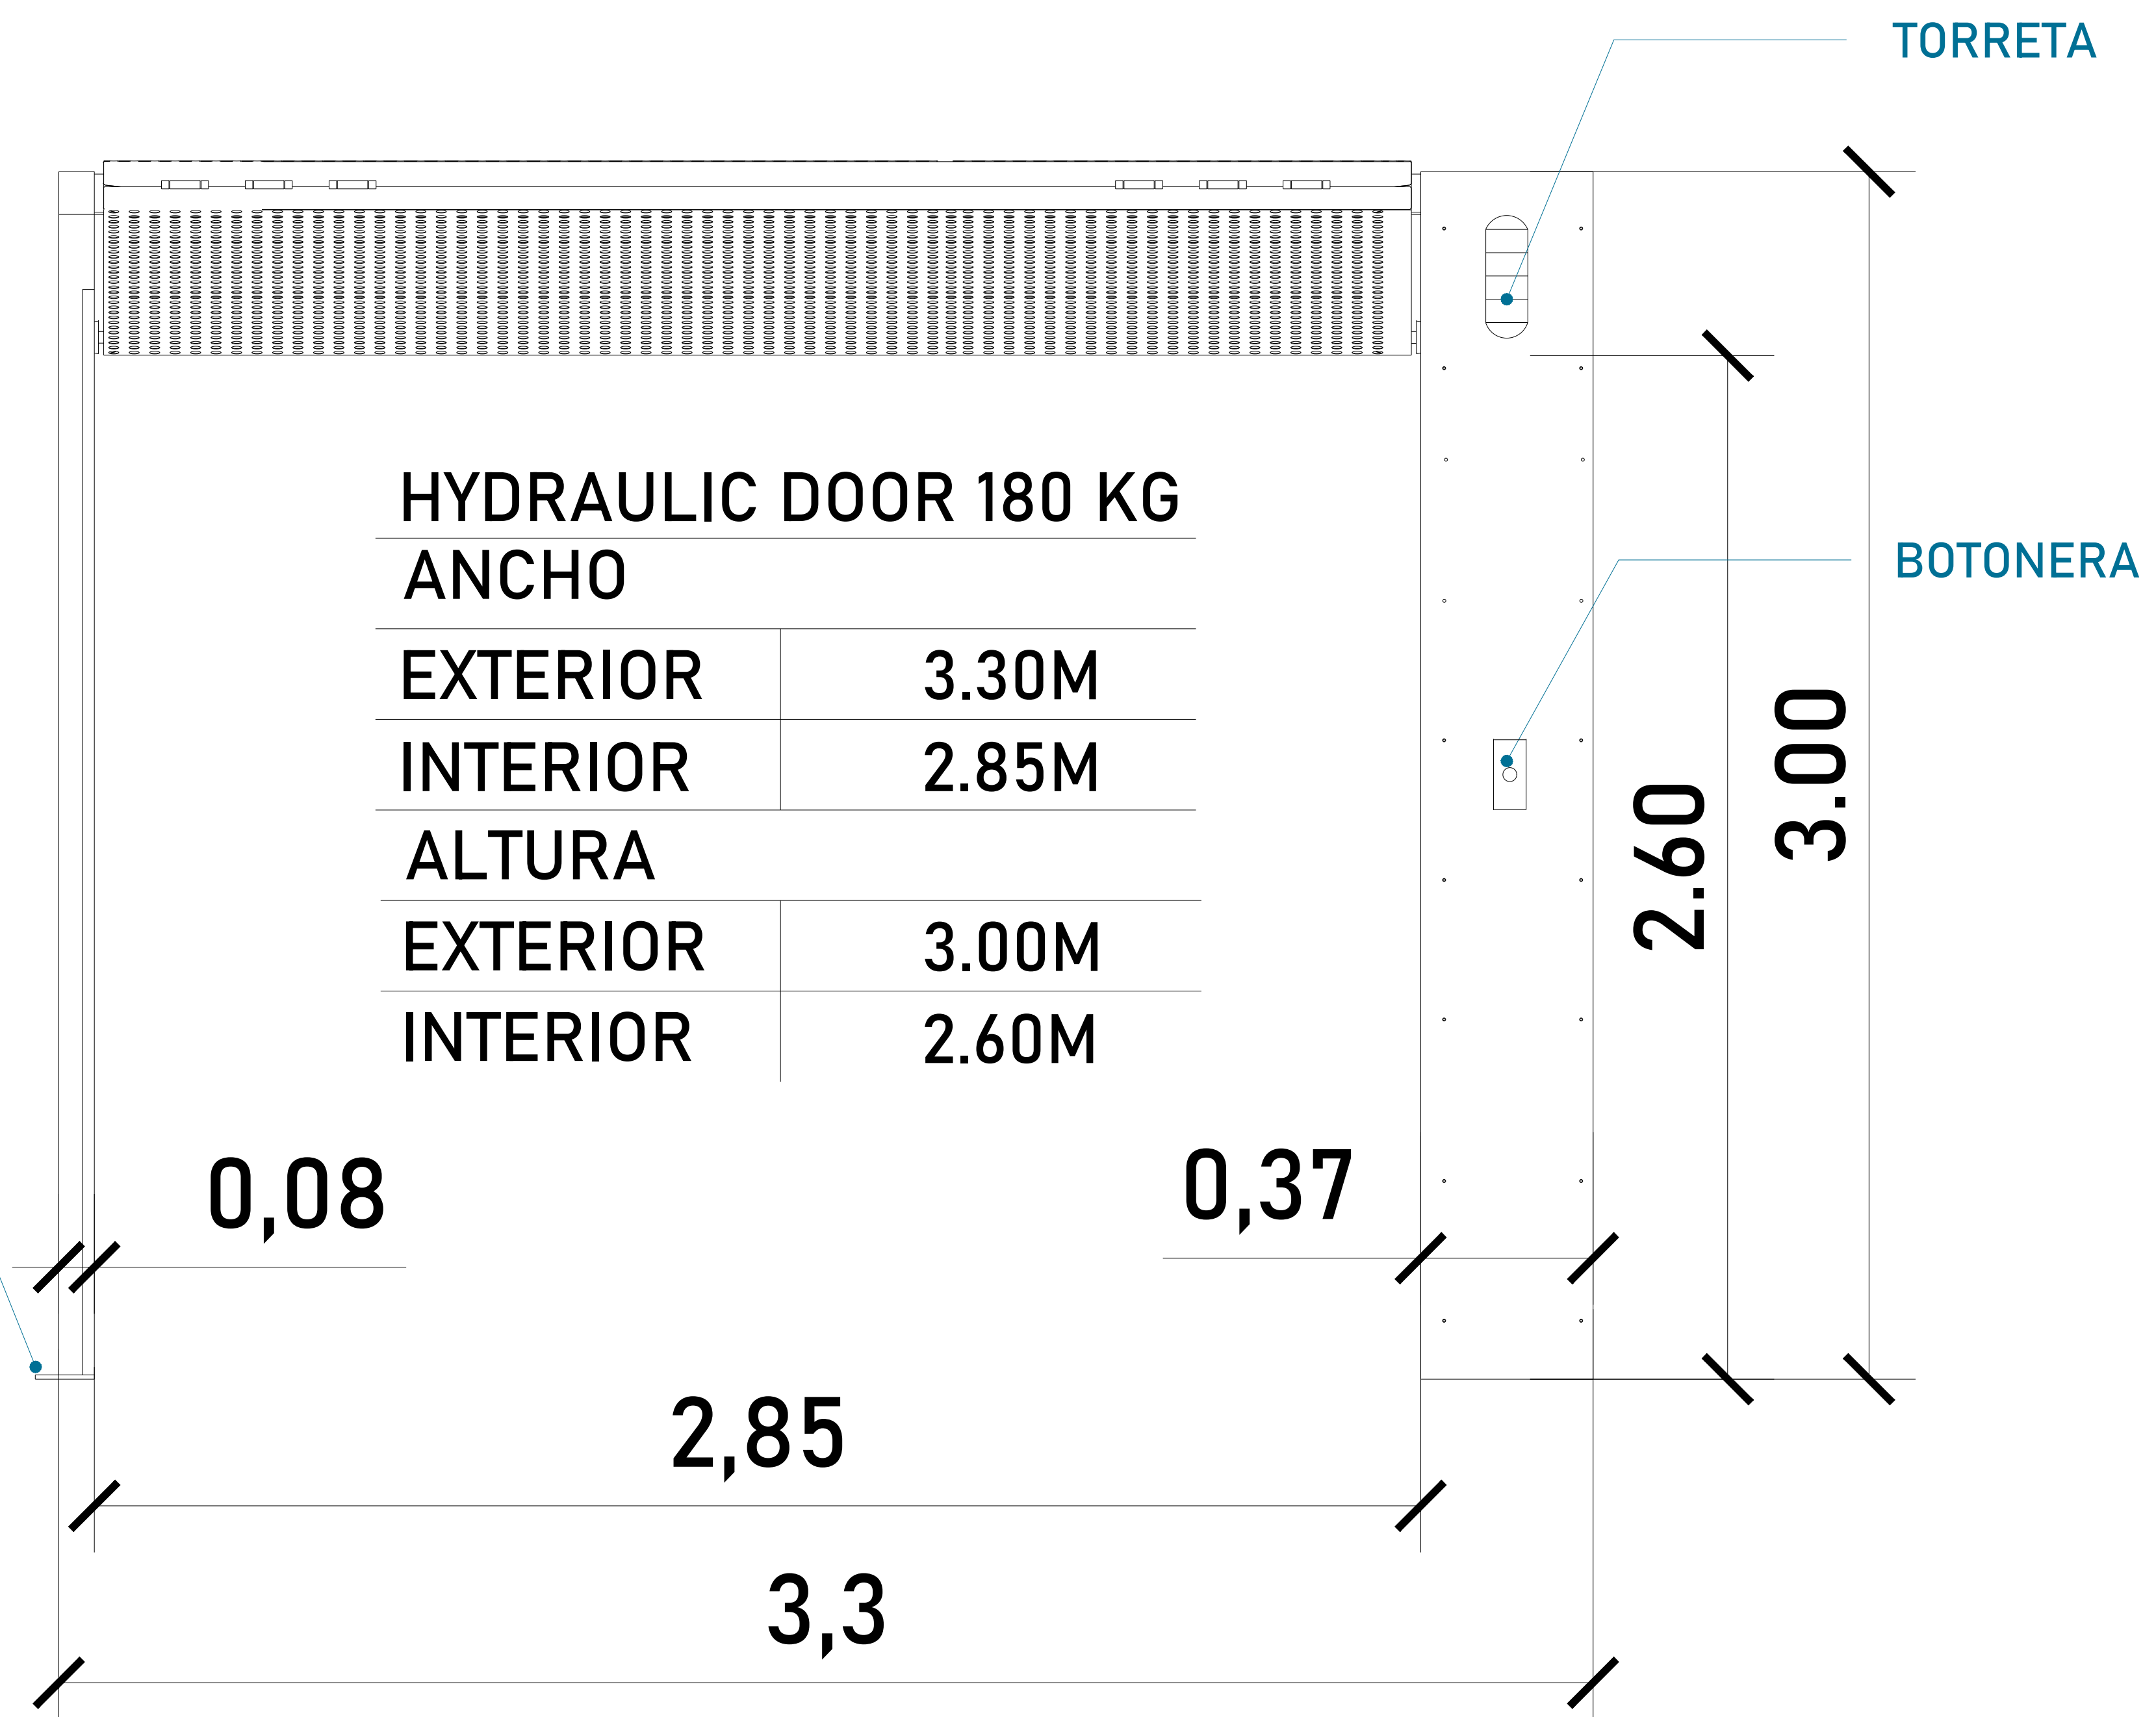 TORRETA
HYDRAULIC DOOR 180 KG
ANCHO
EXTERIOR 3.30M
INTERIOR 2.85M
ALTURA
EXTERIOR 3.00M
INTERIOR 2.60M
BOTONERA
2.60
3.00
0,08
0,37
2,85
3,3